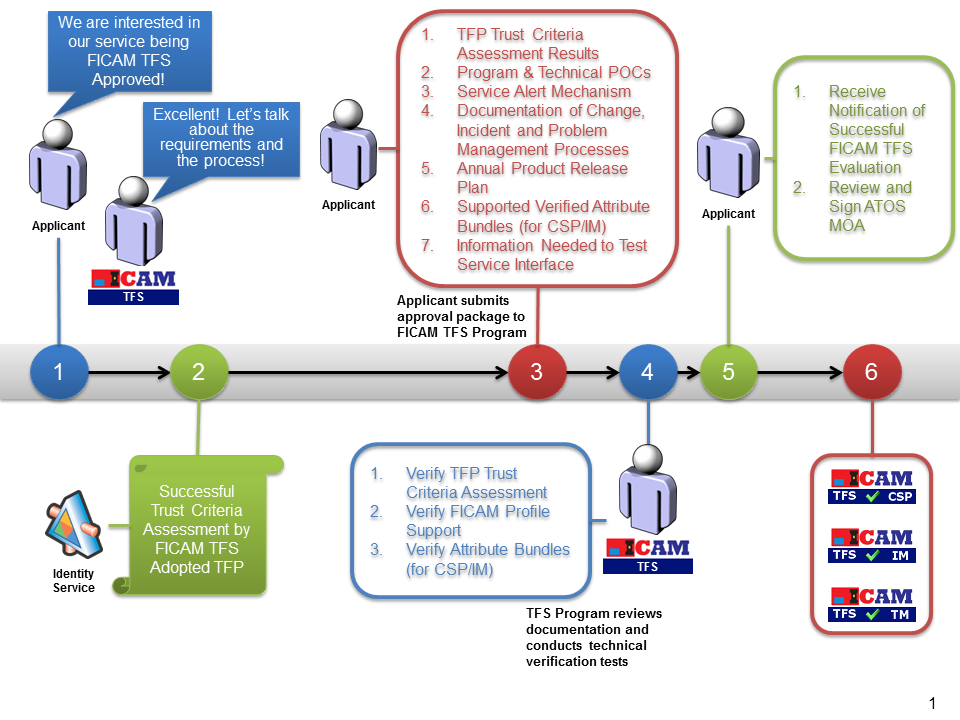 We are interested in
our service being
FICAM TFS
Approved!
Excellent! Let's talk
about the
requirements and
the process!
Applicant
ICAM
TFS
Applicant
1. TFP Trust Criteria
Assessment Results
2. Program & Technical POCs
3. Service Alert Mechanism
4. Documentation of Change,
Incident and Problem
Management Processes
5. Annual Product Release
Plan
6. Supported Verified Attribute
Bundles (for CSP/IM)
7. Information Needed to Test
Service Interface
Applicant submits
approval package to
FICAM TFS Program
Applicant
1. Receive
Notification of
Successful
FICAM TFS
Evaluation
2. Review and
Sign ATOS
MOA
1 2 3 4 5 6
Identity
Service
Successful
Trust Criteria
Assessment by
FICAM TFS
Adopted TFP
1. Verify TFP Trust
Criteria Assessment
2. Verify FICAM Profile
Support
3. Verify Attribute Bundles
(for CSP/IM)
ICAM
TFS
TFS Program reviews
documentation and
conducts technical
verification tests
ICAM
TFS CSP
ICAM
TFS IM
ICAM
TFS TM
1